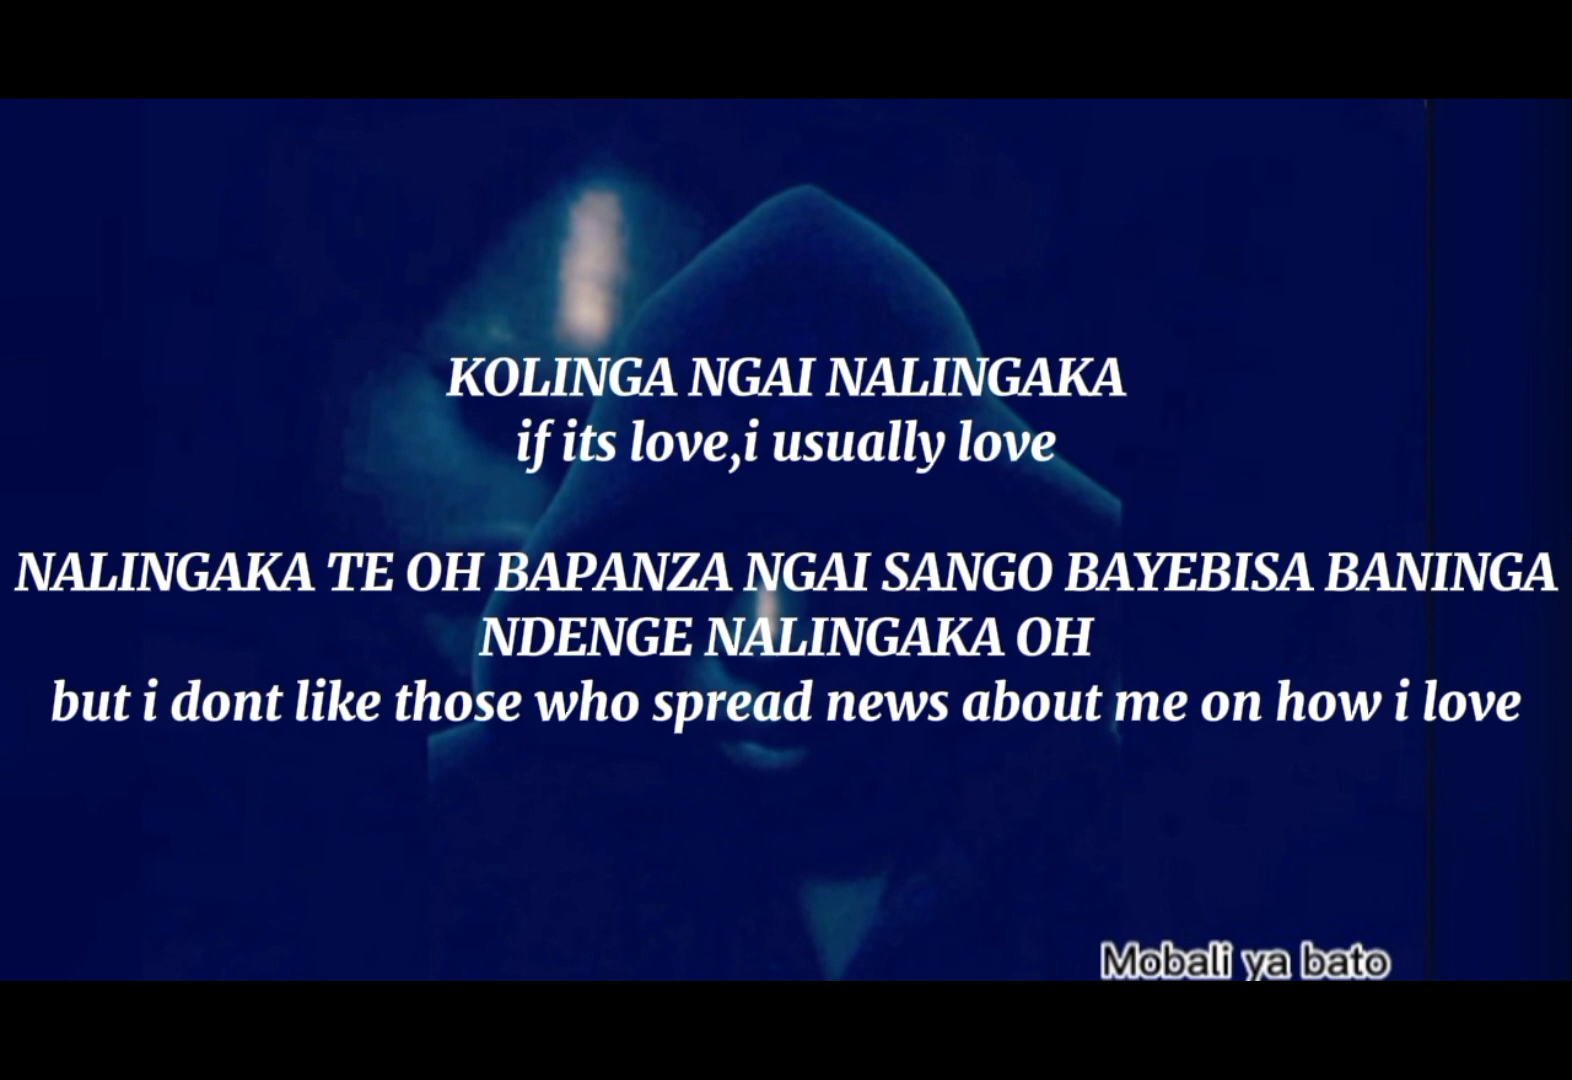 KOLINGA NGAI NALINGAKA
if its love,i usually love
NALINGAKA TE OH BAPANZA NGAI SANGO BAYEBISA BANINGA
NDENGE NALINGAKA OH
but i dont like those who spread news about me on how i love
Mobali ya bato